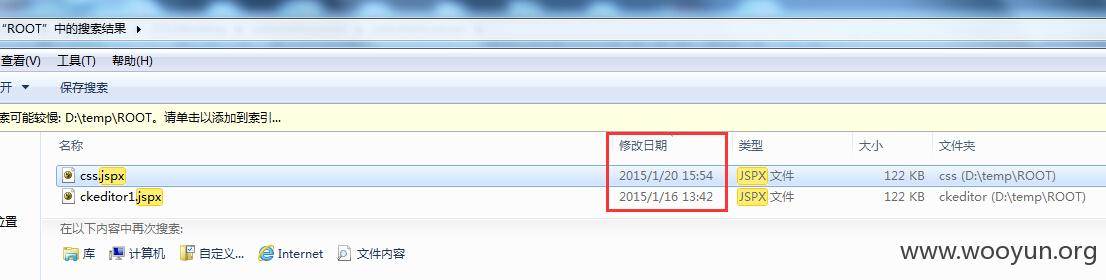 “ROOT”中的搜索结果
查看(V) 工具(T) 帮助(H)
开 保存搜索
索可能较慢: D:\temp\ROOT。请单击以添加到索引...
名称 修改日期 类型 大小 文件夹
css.jspx 2015/1/20 15:54 JSPX 文件 122 KB css (D:\temp\ROOT)
ckeditor1.jspx 2015/1/16 13:42 JSPX 文件 122 KB ckeditor (D:\temp\ROOT)
位置
在以下内容中再次搜索:
库 计算机 自定义... Internet 文件内容
www.wooyun.org